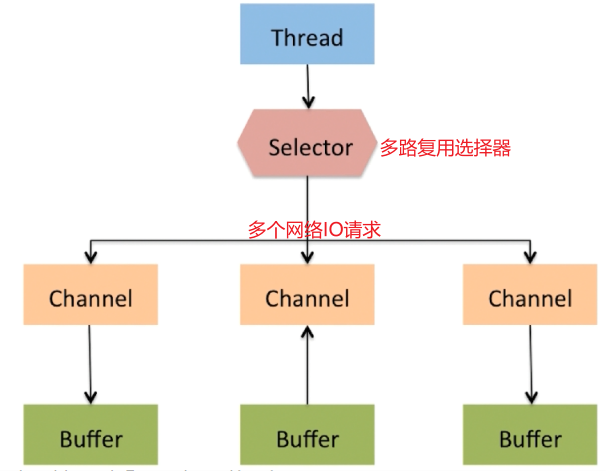 Thread
Selector
多路复用选择器
多个网络IO请求
Channel
Channel
Channel
Buffer
Buffer
Buffer